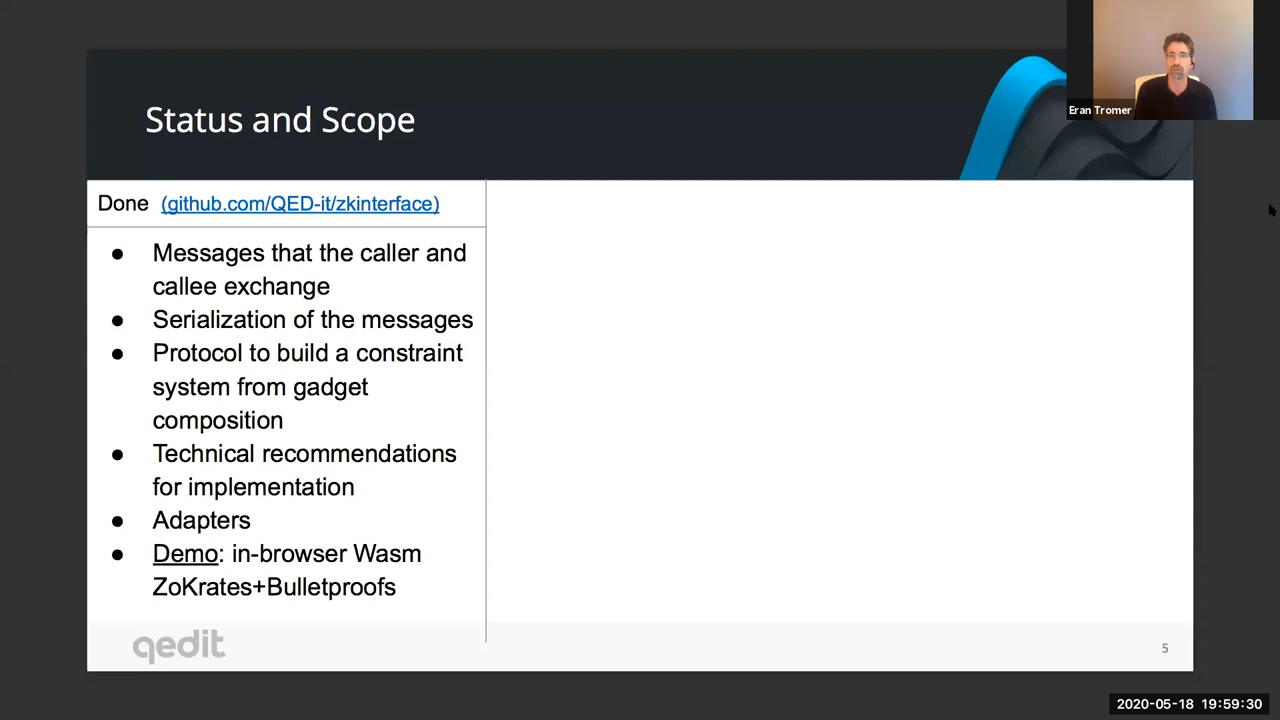 Eran Tromer
Status and Scope
Done (github.com/QED-it/zkinterface)
● Messages that the caller and
callee exchange
● Serialization of the messages
● Protocol to build a constraint
system from gadget
composition
● Technical recommendations
for implementation
● Adapters
● Demo: in-browser Wasm
ZoKrates+Bulletproofs
qedit
5
2020-05-18 19:59:30